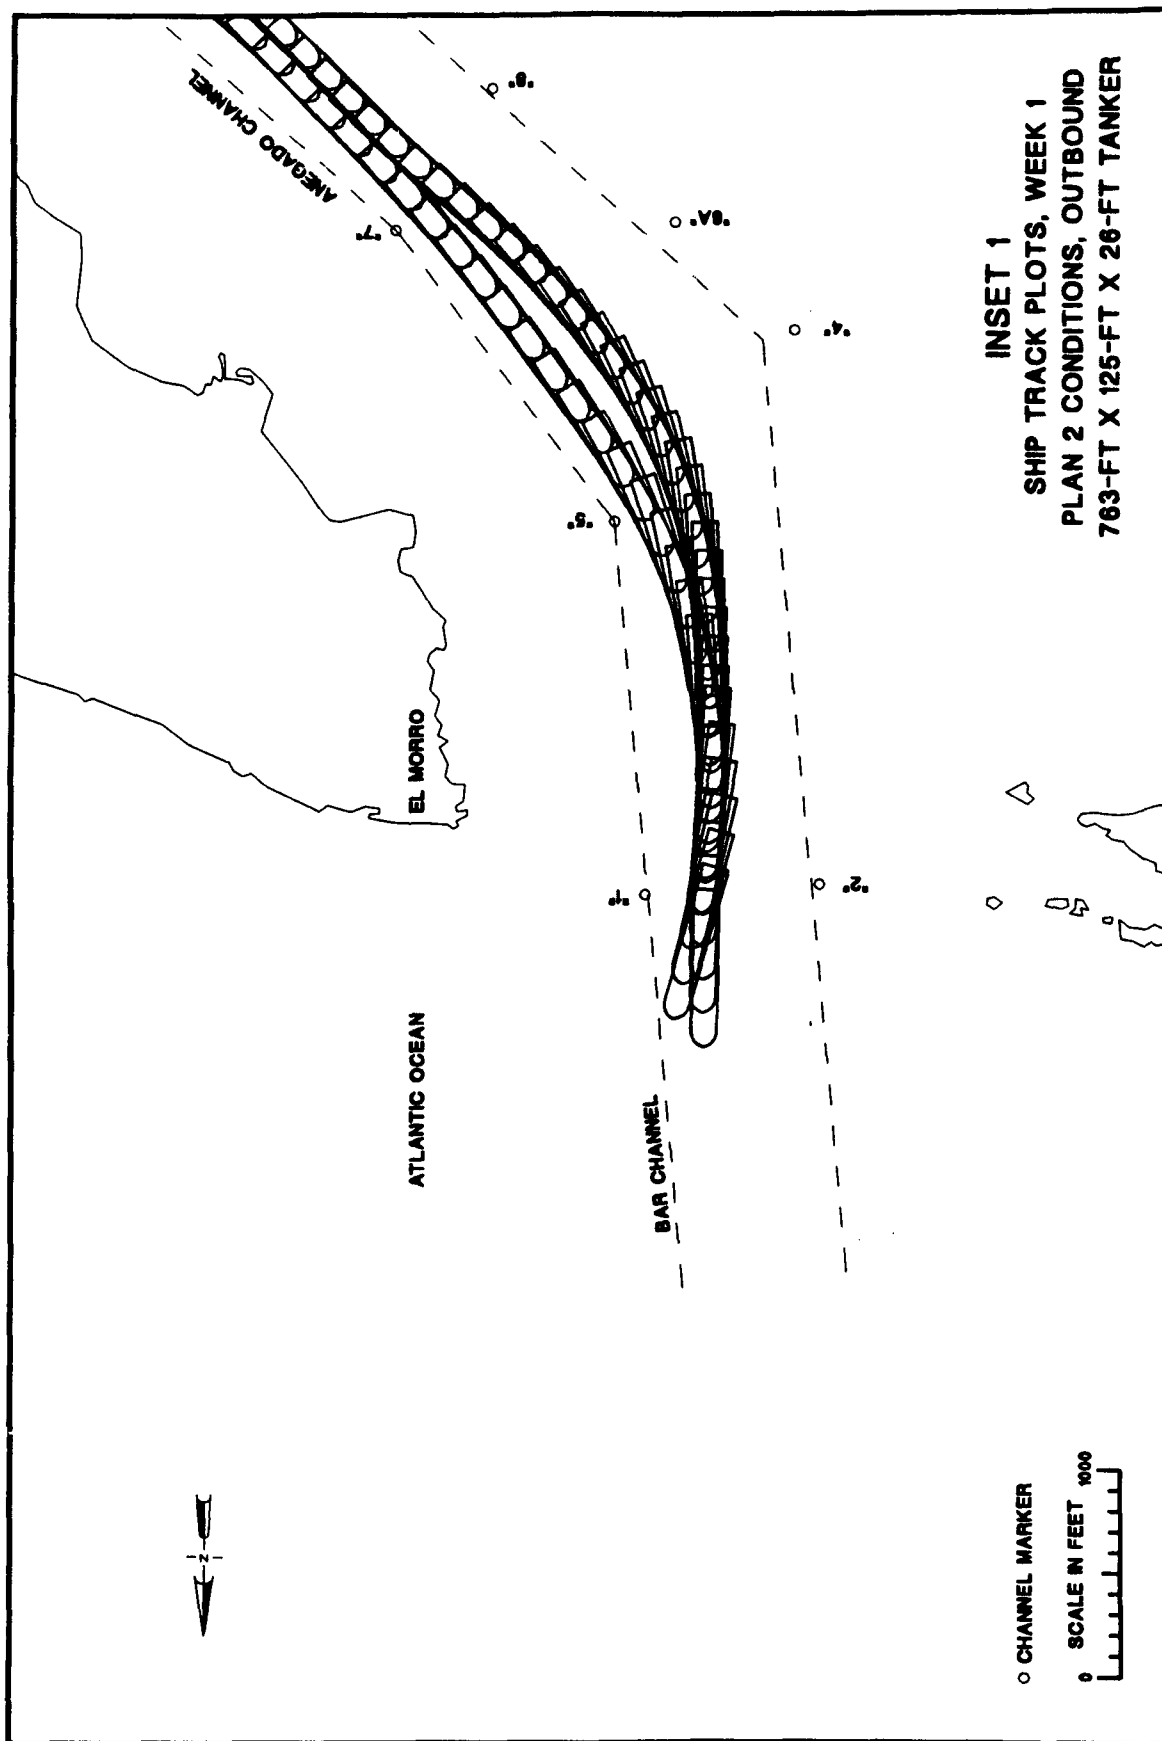 ANEGADO CHANNEL
"8"
"7"
"6A"
"4"
"5"
EL MORRO
"1"
"2"
ATLANTIC OCEAN
BAR CHANNEL
N
INSET 1
SHIP TRACK PLOTS, WEEK 1
PLAN 2 CONDITIONS, OUTBOUND
763-FT X 125-FT X 26-FT TANKER
CHANNEL MARKER
SCALE IN FEET
0 1000